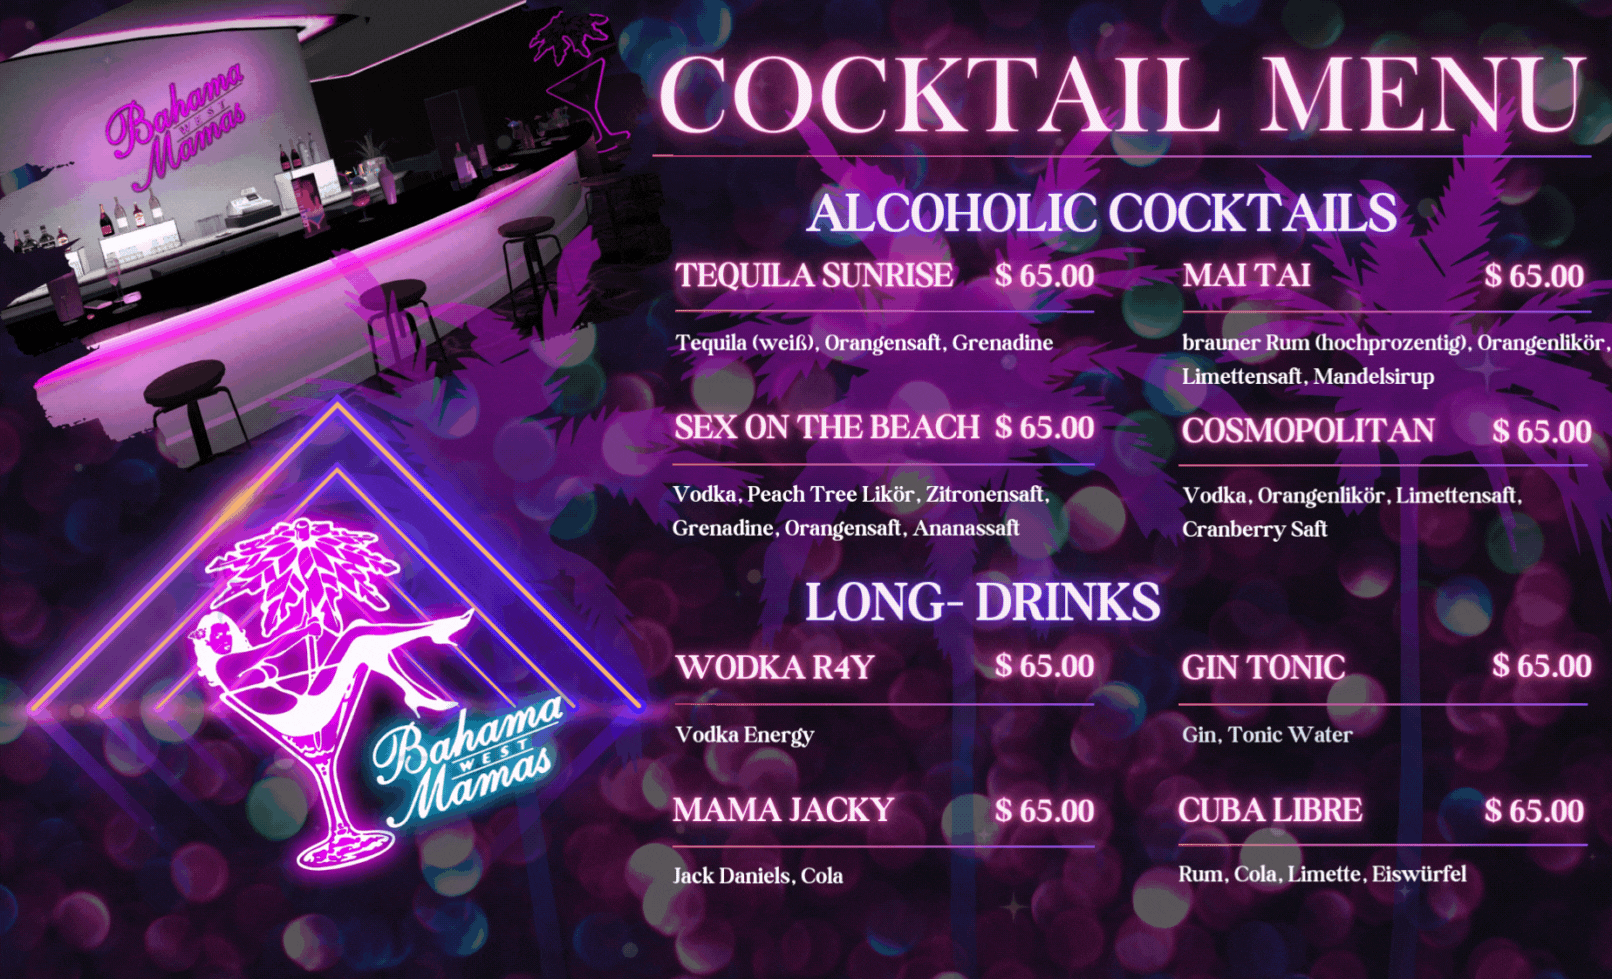 Bahama
WEST
Mamas
COCKTAIL MENU
ALCOHOLIC COCKTAILS
TEQUILA SUNRISE $ 65.00
Tequila (weiß), Orangensaft, Grenadine
MAI TAI $ 65.00
brauner Rum (hochprozentig), Orangenlikör,
Limettensaft, Mandelsirup
SEX ON THE BEACH $ 65.00
Vodka, Peach Tree Likör, Zitronensaft,
Grenadine, Orangensaft, Ananassaft
COSMOPOLITAN $ 65.00
Vodka, Orangenlikör, Limettensaft,
Cranberry Saft
LONG- DRINKS
WODKA R4Y $ 65.00
Vodka Energy
GIN TONIC $ 65.00
Gin, Tonic Water
MAMA JACKY $ 65.00
Jack Daniels, Cola
CUBA LIBRE $ 65.00
Rum, Cola, Limette, Eiswürfel
Bahama
WEST
Mamas